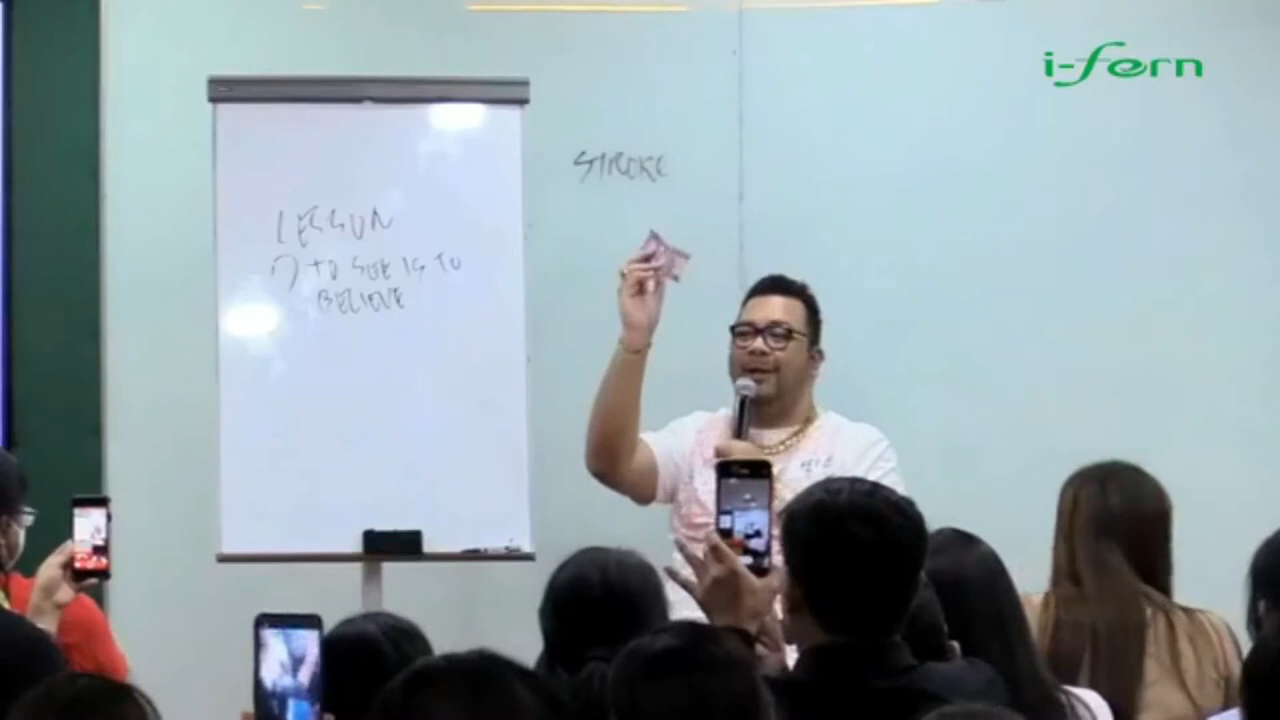 i-fern
STROKE
LESSON
1) TO SEE IS TO
BELIEVE